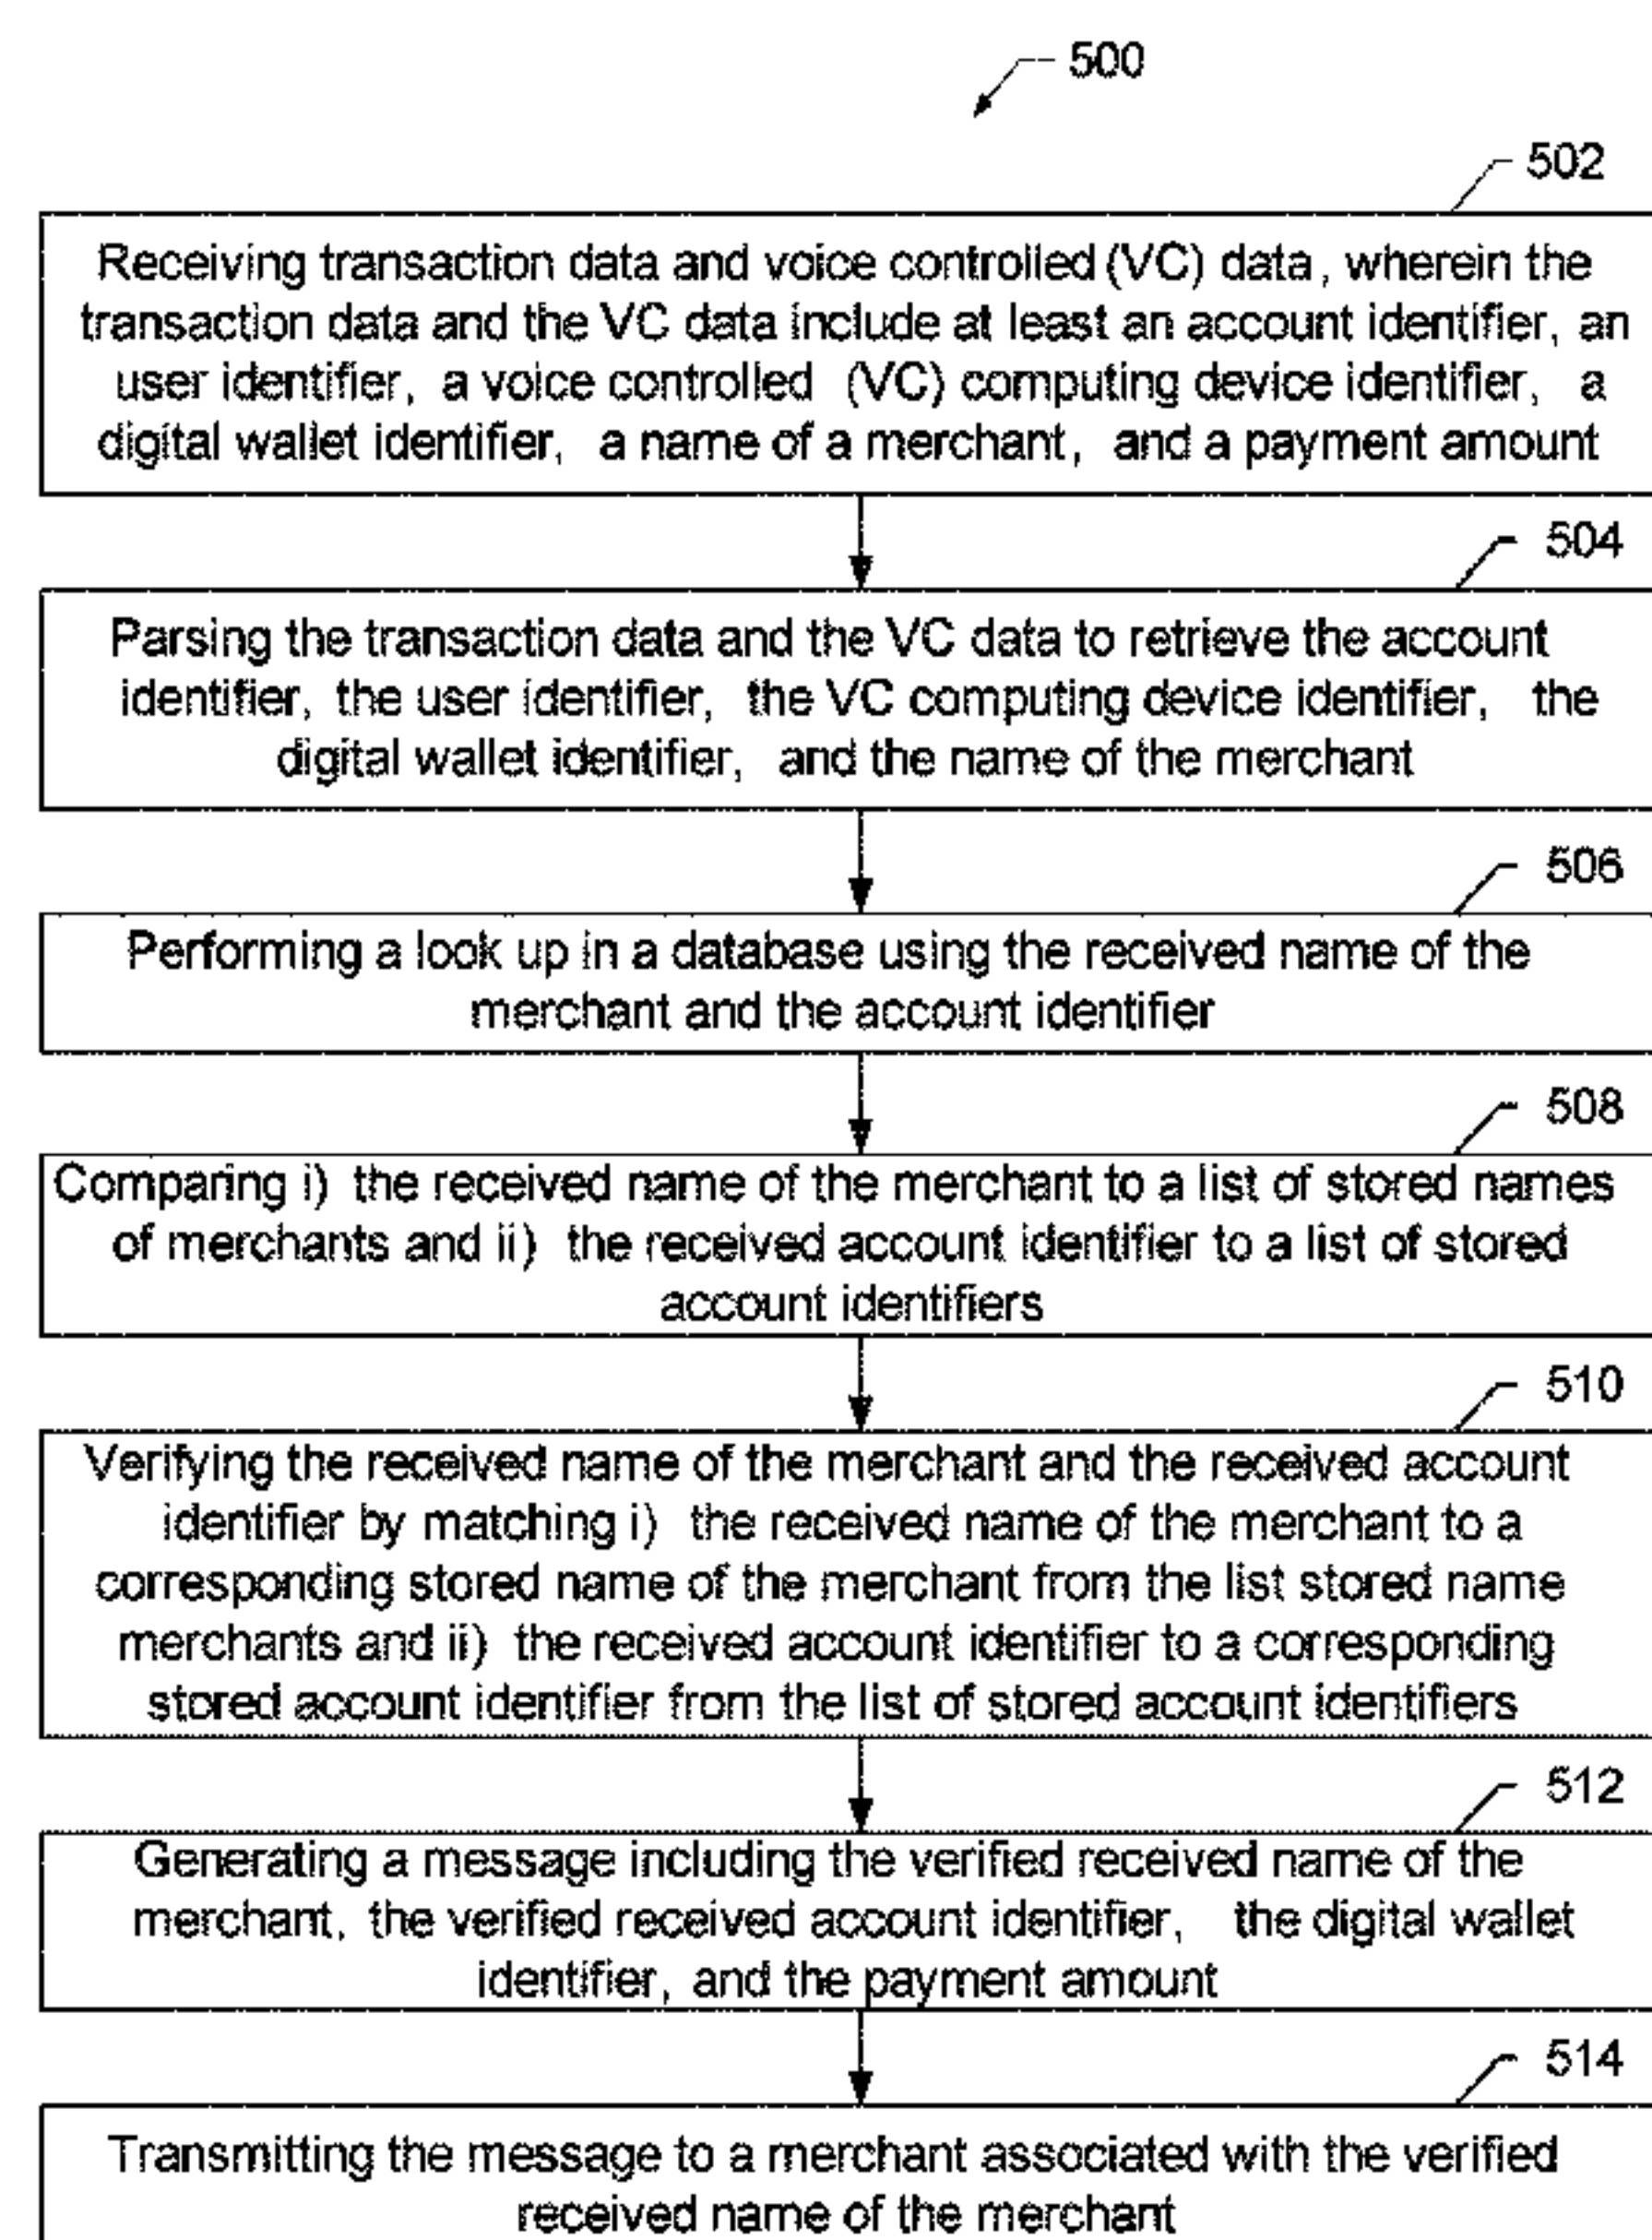 500
502
Receiving transaction data and voice controlled (VC) data, wherein the
transaction data and the VC data include at least an account identifier, an
user identifier, a voice controlled (VC) computing device identifier, a
digital wallet identifier, a name of a merchant, and a payment amount
504
Parsing the transaction data and the VC data to retrieve the account
identifier, the user identifier, the VC computing device identifier, the
digital wallet identifier, and the name of the merchant
506
Performing a look up in a database using the received name of the
merchant and the account identifier
508
Comparing i) the received name of the merchant to a list of stored names
of merchants and ii) the received account identifier to a list of stored
account identifiers
510
Verifying the received name of the merchant and the received account
identifier by matching i) the received name of the merchant to a
corresponding stored name of the merchant from the list stored name
merchants and ii) the received account identifier to a corresponding
stored account identifier from the list of stored account identifiers
512
Generating a message including the verified received name of the
merchant, the verified received account identifier, the digital wallet
identifier, and the payment amount
514
Transmitting the message to a merchant associated with the verified
received name of the merchant